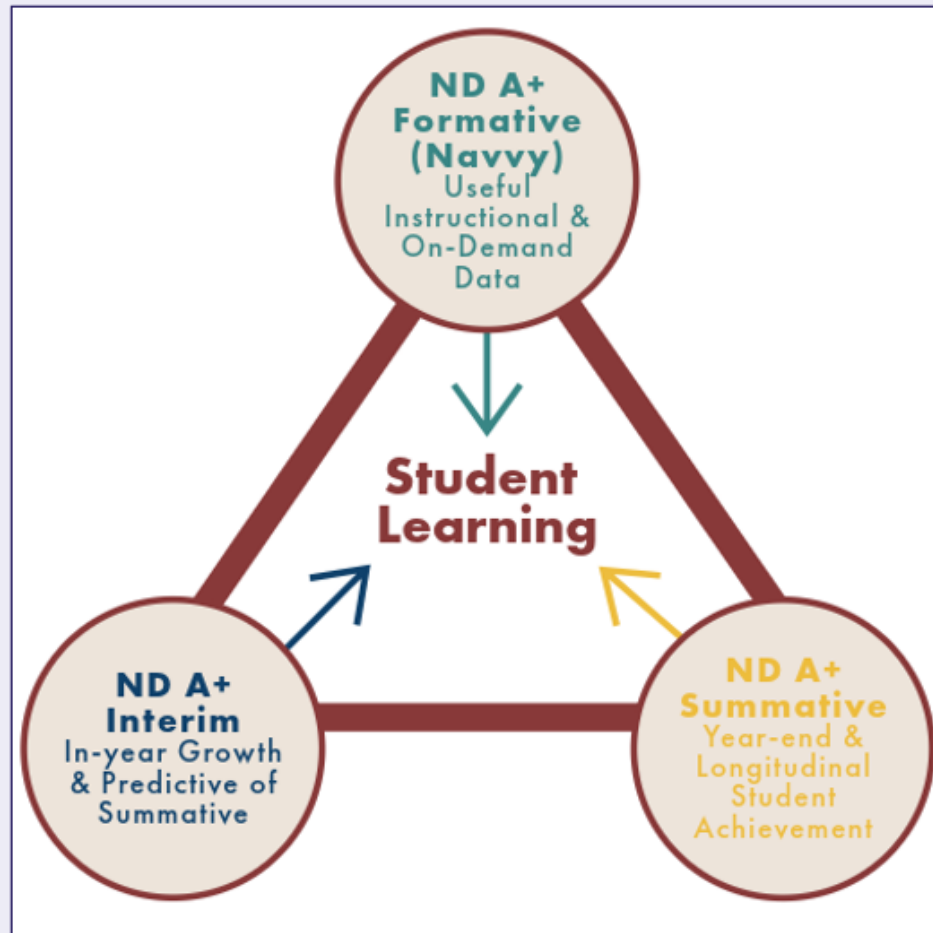 ND A+
Formative
(Navvy)
Useful
Instructional &
On-Demand
Data
Student
Learning
ND A+
Interim
In-year Growth
& Predictive of
Summative
ND A+
Summative
Year-end &
Longitudinal
Student
Achievement